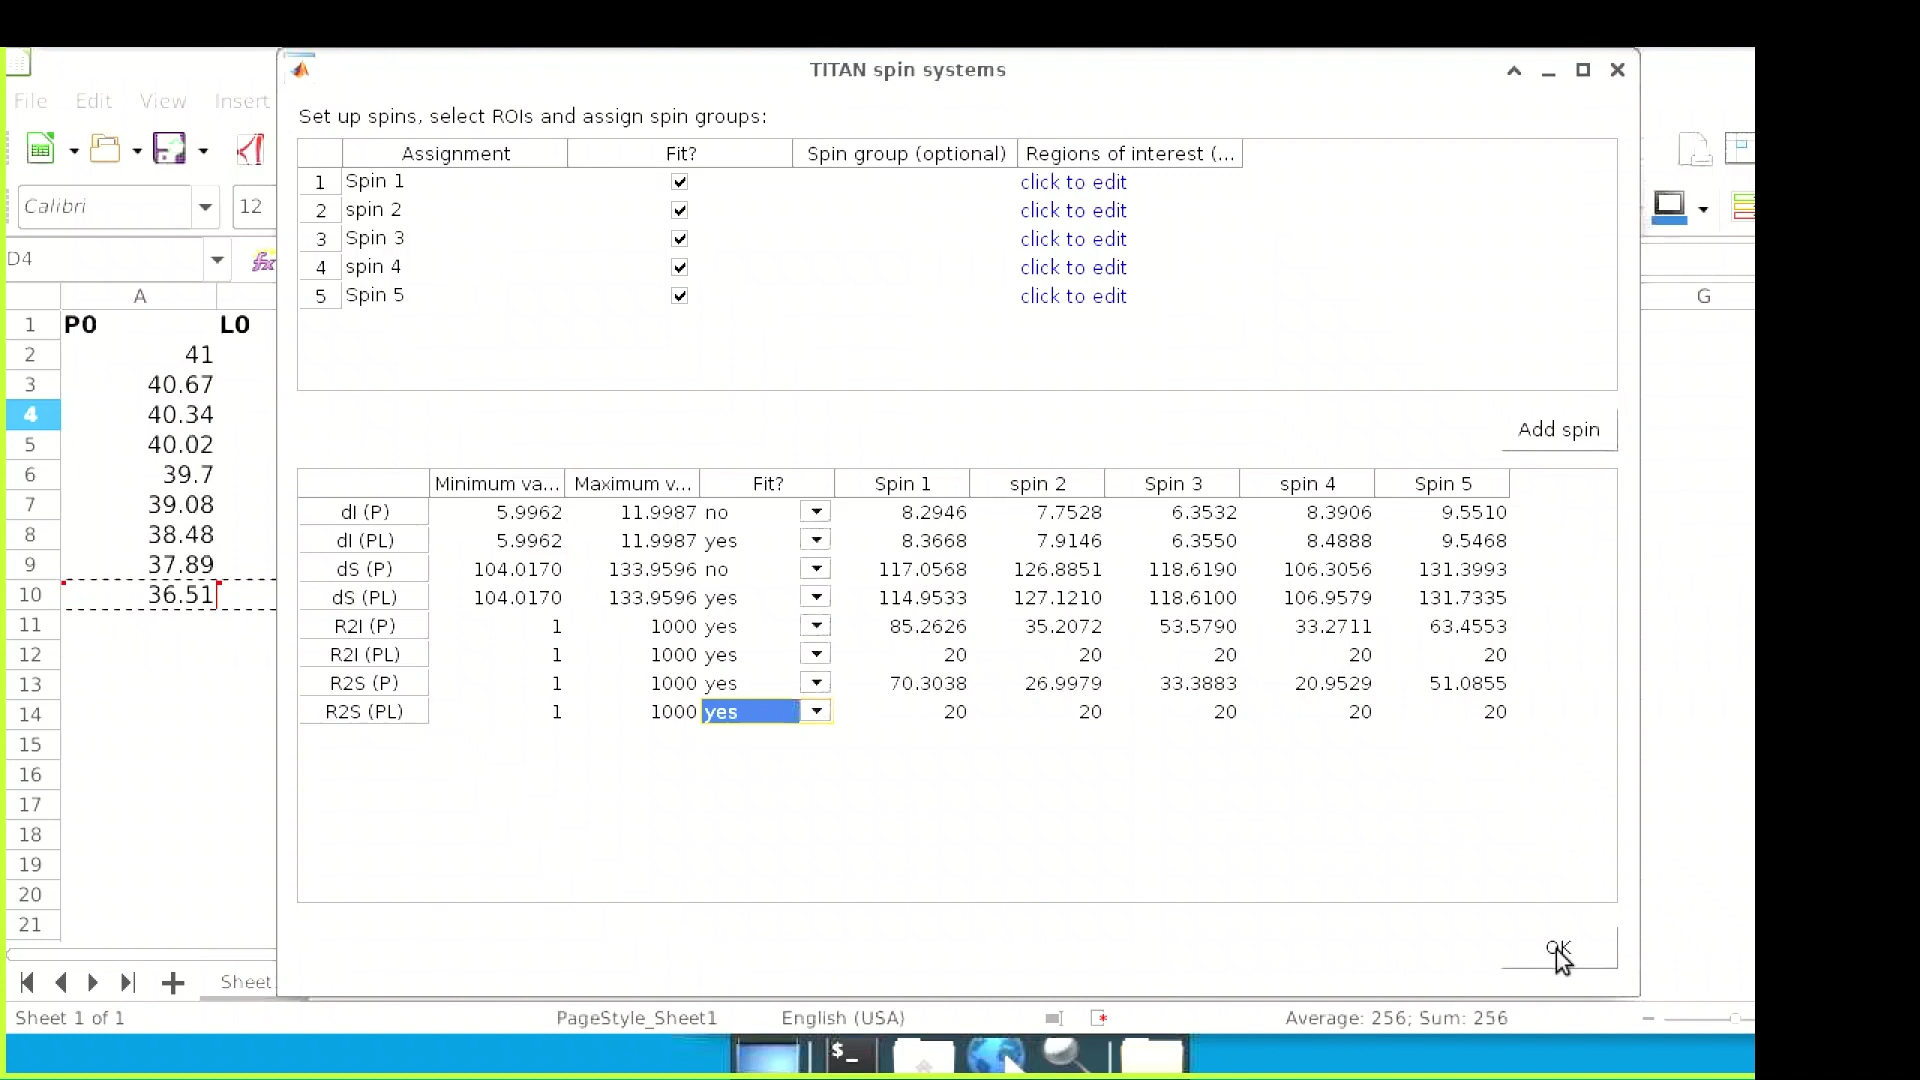 TITAN spin systems
File Edit View Insert
Set up spins, select ROIs and assign spin groups:
Assignment Fit? Spin group (optional) Regions of interest (...
1 Spin 1 click to edit
2 spin 2 click to edit
3 Spin 3 click to edit
4 spin 4 click to edit
5 Spin 5 click to edit
Calibri 12
D4
A G
1 P0 L0
2 41
3 40.67
4 40.34
5 40.02
6 39.7
7 39.08
8 38.48
9 37.89
10 36.51
11
12
13
14
15
16
17
18
19
20
21
Add spin
Minimum va... Maximum v... Fit? Spin 1 spin 2 Spin 3 spin 4 Spin 5
dI (P) 5.9962 11.9987 no 8.2946 7.7528 6.3532 8.3906 9.5510
dI (PL) 5.9962 11.9987 yes 8.3668 7.9146 6.3550 8.4888 9.5468
dS (P) 104.0170 133.9596 no 117.0568 126.8851 118.6190 106.3056 131.3993
dS (PL) 104.0170 133.9596 yes 114.9533 127.1210 118.6100 106.9579 131.7335
R2I (P) 1 1000 yes 85.2626 35.2072 53.5790 33.2711 63.4553
R2I (PL) 1 1000 yes 20 20 20 20 20
R2S (P) 1 1000 yes 70.3038 26.9979 33.3883 20.9529 51.0855
R2S (PL) 1 1000 yes 20 20 20 20 20
OK
Sheet
Sheet 1 of 1 PageStyle_Sheet1 English (USA) Average: 256; Sum: 256
$_